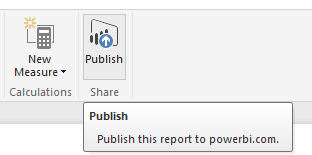 New
Measure
Publish
Calculations
Share
Publish
Publish this report to powerbi.com.